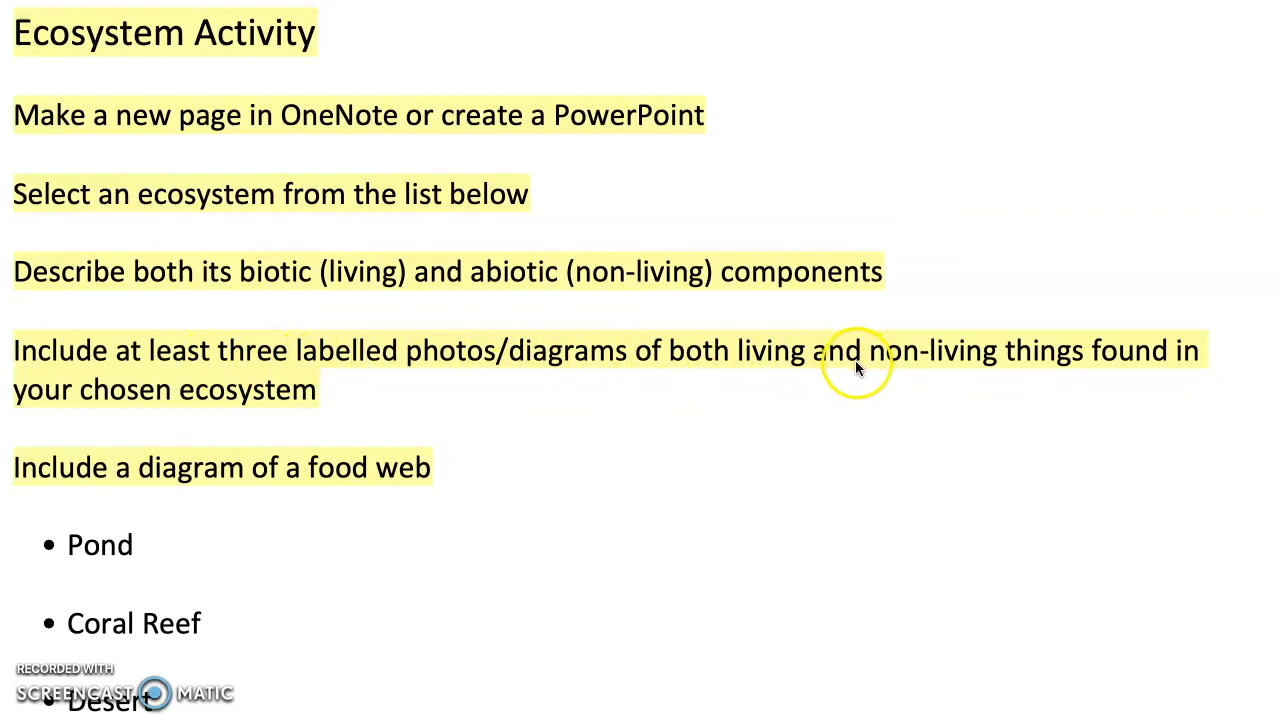 Ecosystem Activity
Make a new page in OneNote or create a PowerPoint
Select an ecosystem from the list below
Describe both its biotic (living) and abiotic (non-living) components
Include at least three labelled photos/diagrams of both living and non-living things found in
your chosen ecosystem
Include a diagram of a food web
• Pond
• Coral Reef
RECORDED WITH
SCREENCAST MATIC
• Desert